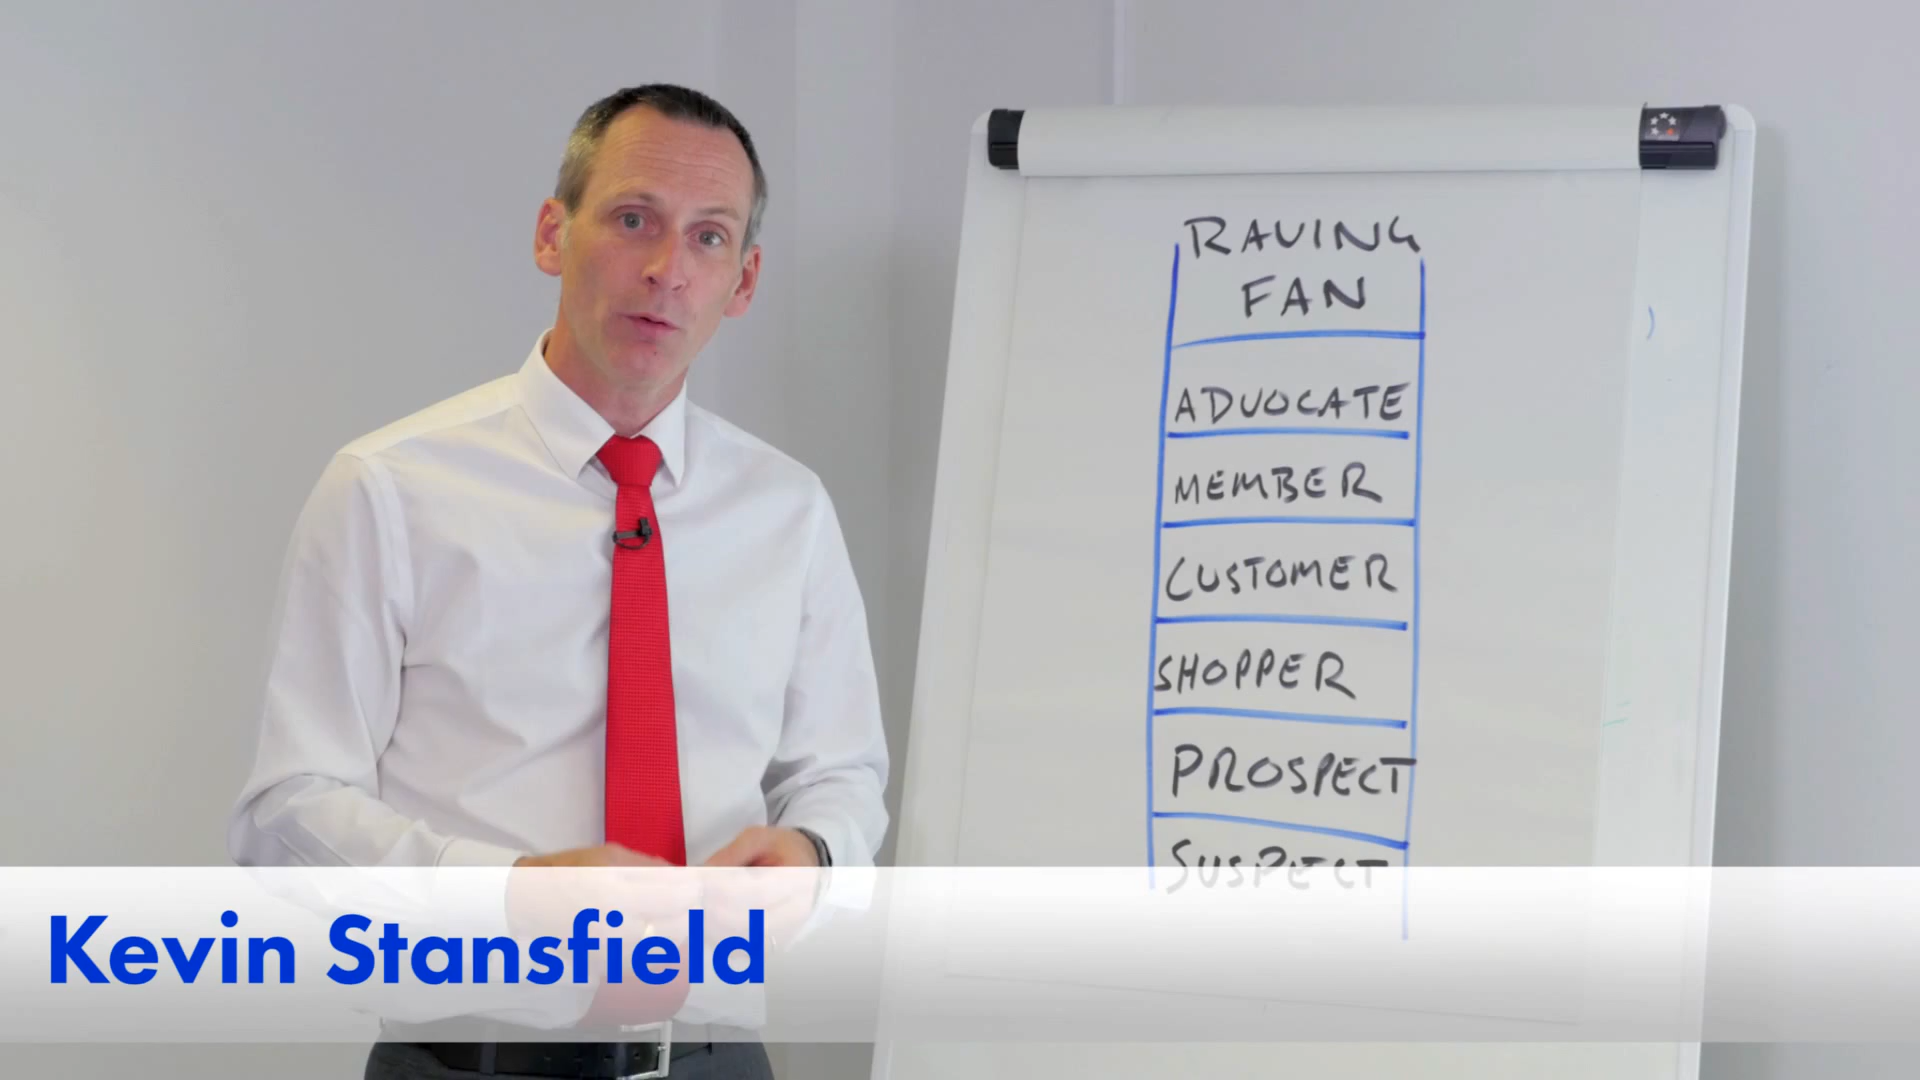 RAVING
FAN
ADVOCATE
MEMBER
CUSTOMER
SHOPPER
PROSPECT
SUSPECT
Kevin Stansfield